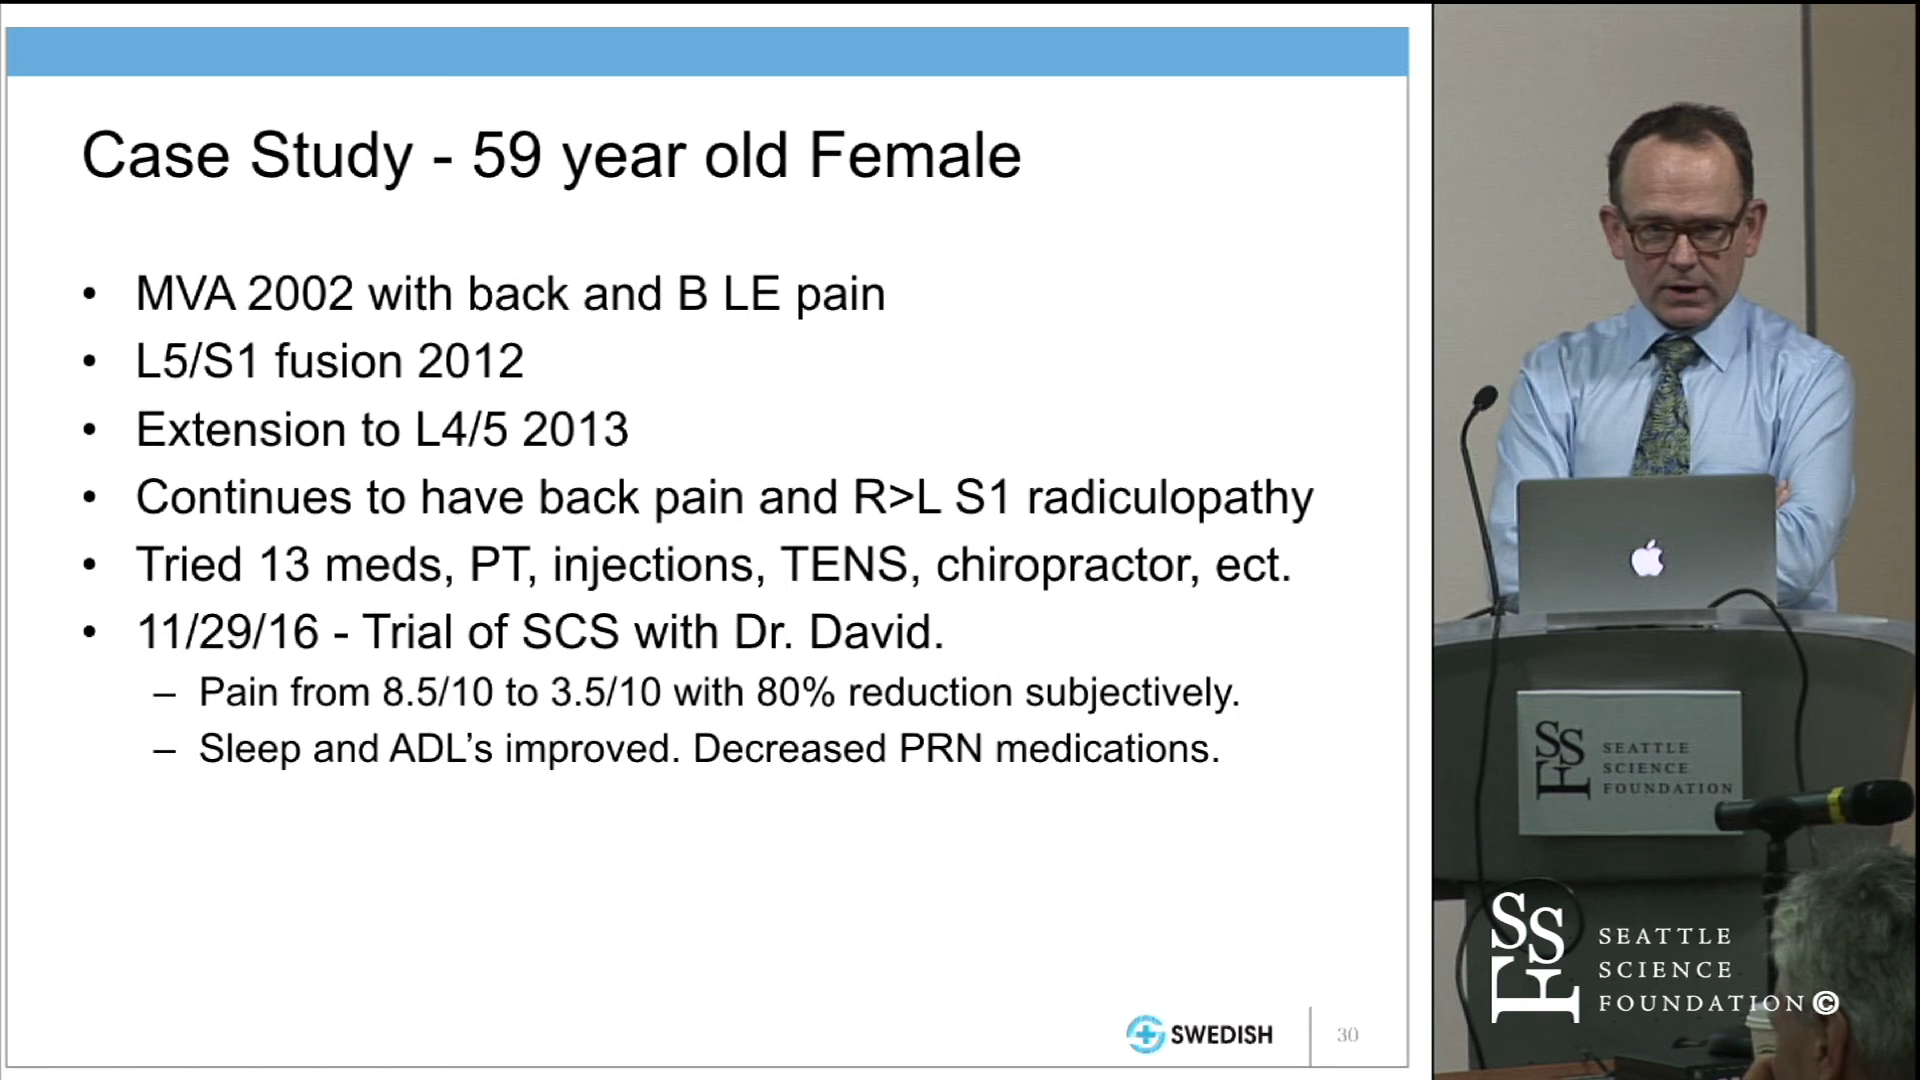 Case Study - 59 year old Female
• MVA 2002 with back and B LE pain
• L5/S1 fusion 2012
• Extension to L4/5 2013
• Continues to have back pain and R>L S1 radiculopathy
• Tried 13 meds, PT, injections, TENS, chiropractor, ect.
• 11/29/16 - Trial of SCS with Dr. David.
– Pain from 8.5/10 to 3.5/10 with 80% reduction subjectively.
– Sleep and ADL's improved. Decreased PRN medications.
SWEDISH
30
SSF
SEATTLE
SCIENCE
FOUNDATION
SSF
SEATTLE
SCIENCE
FOUNDATION©